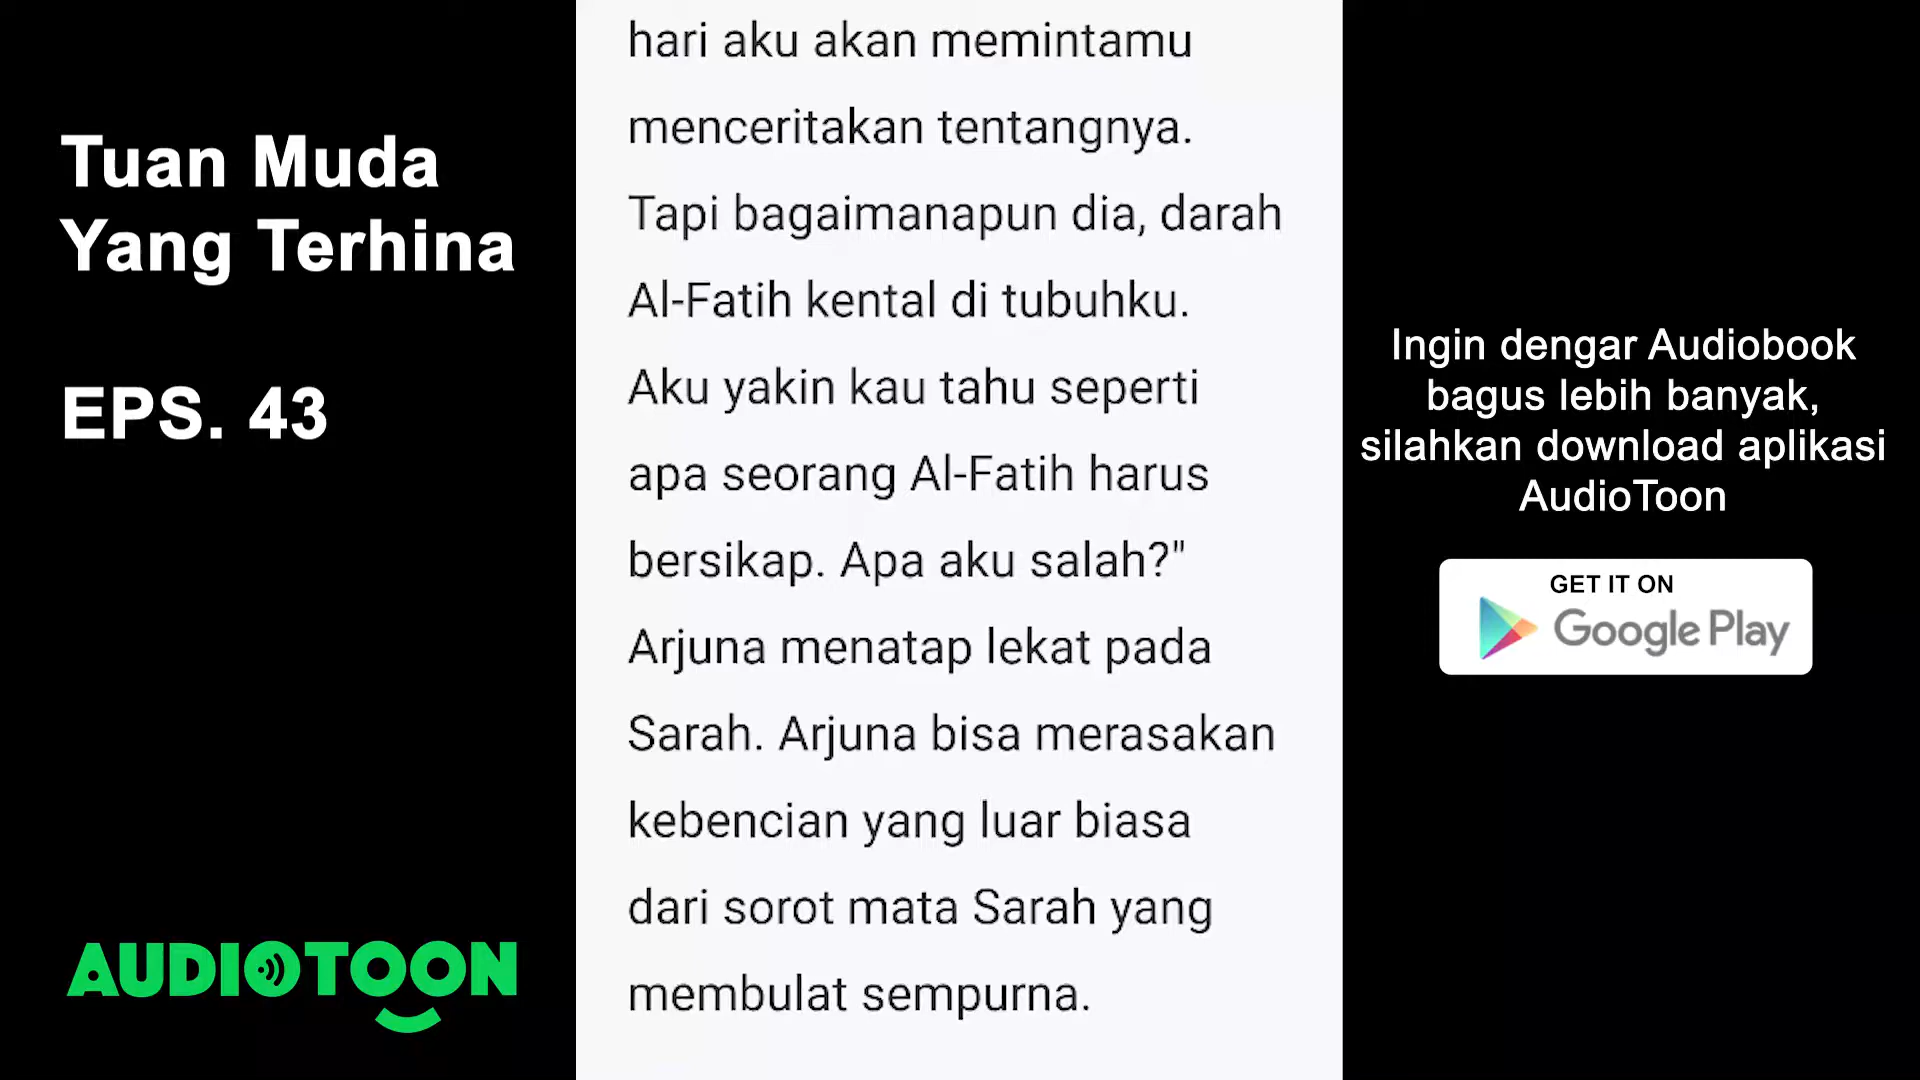 Tuan Muda
Yang Terhina
EPS. 43
AUDIOTOON
hari aku akan memintamu
menceritakan tentangnya.
Tapi bagaimanapun dia, darah
Al-Fatih kental di tubuhku.
Aku yakin kau tahu seperti
apa seorang Al-Fatih harus
bersikap. Apa aku salah?"
Arjuna menatap lekat pada
Sarah. Arjuna bisa merasakan
kebencian yang luar biasa
dari sorot mata Sarah yang
membulat sempurna.
Ingin dengar Audiobook
bagus lebih banyak,
silahkan download aplikasi
AudioToon
GET IT ON
Google Play